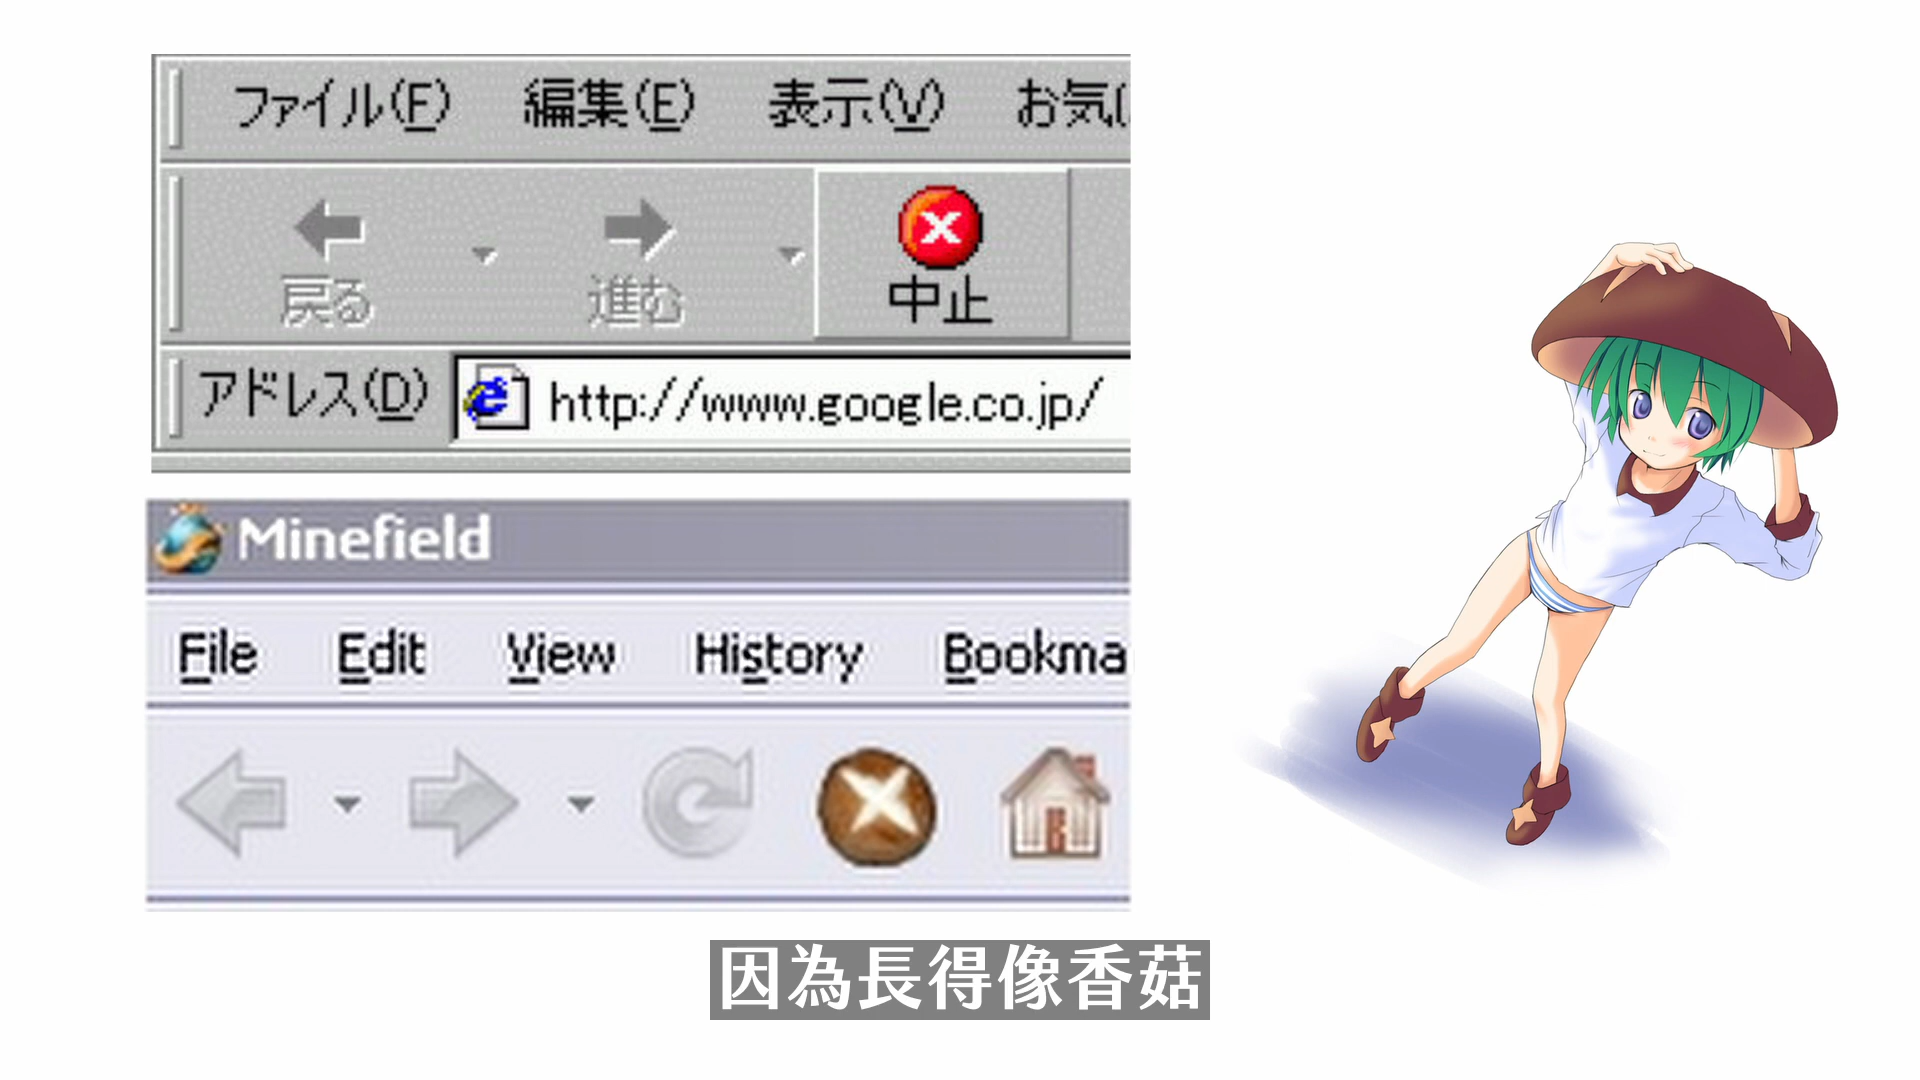 ファイル(F) 編集(E) 表示(V) お気(
戻る 進む 中止
アドレス(D) http://www.google.co.jp/
Minefield
File Edit View History Bookma
因為長得像香菇